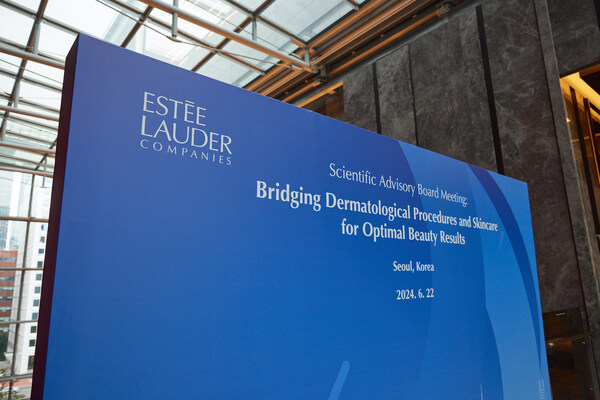 ESTĒE
LAUDER
COMPANIES
Scientific Advisory Board Meeting:
Bridging Dermatological Procedures and Skincare
for Optimal Beauty Results
Seoul, Korea
2024. 6. 22